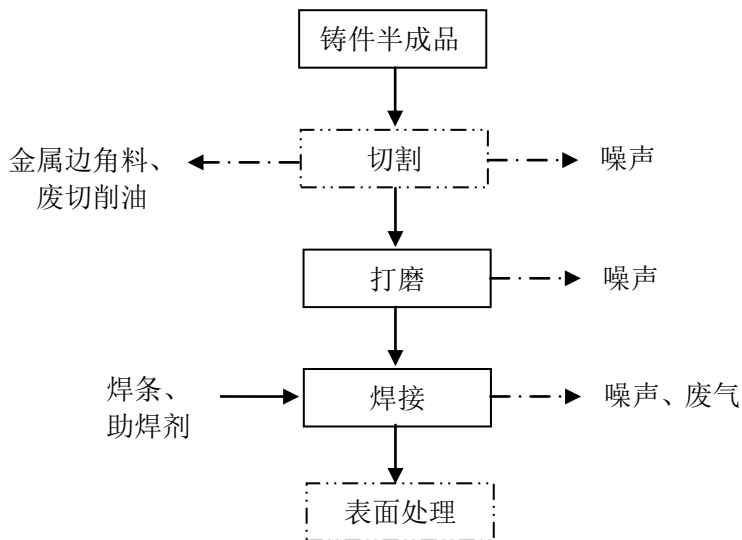 铸件半成品
金属边角料、
废切削油
切割
噪声
打磨
噪声
焊条、
助焊剂
焊接
噪声、废气
表面处理